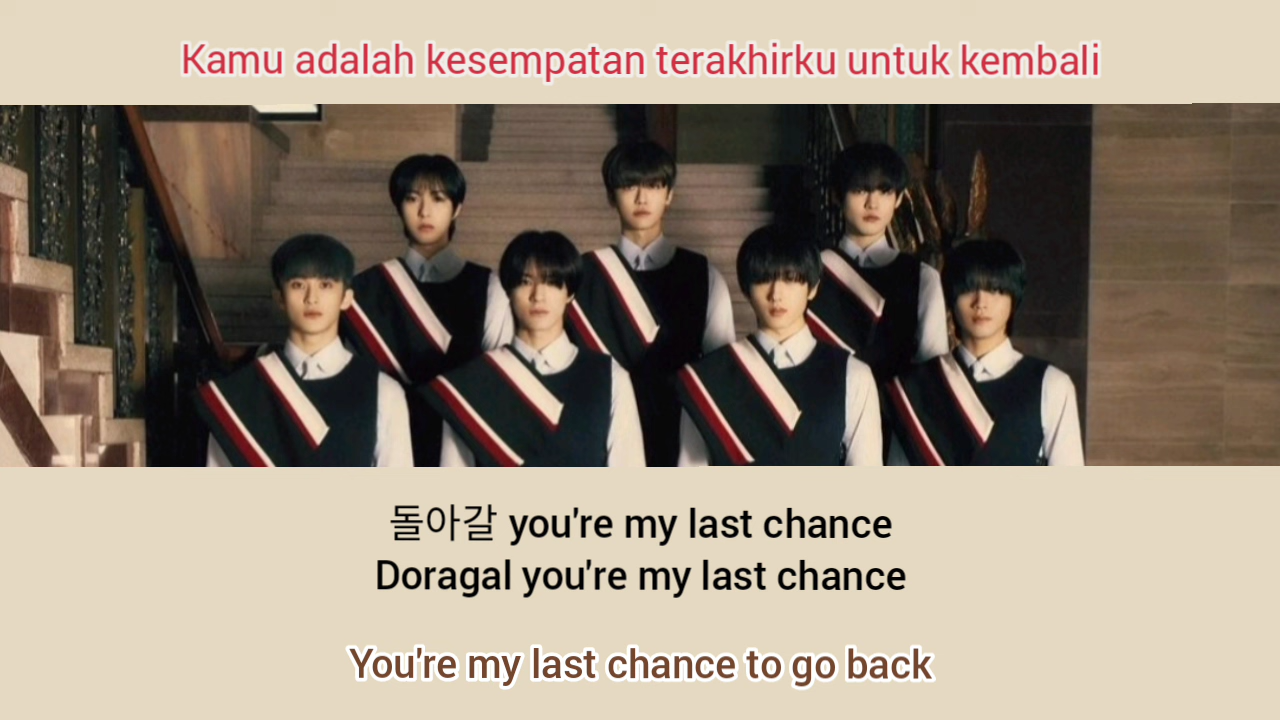 Kamu adalah kesempatan terakhirku untuk kembali
돌아갈 you're my last chance
Doragal you're my last chance
You're my last chance to go back